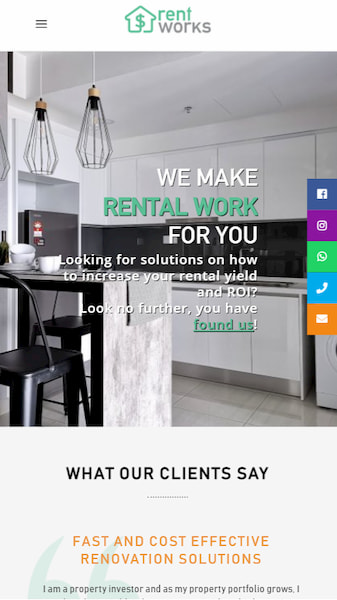 rent
works
WE MAKE
RENTAL WORK
FOR YOU
Looking for solutions on how
to increase your rental yield
and ROI?
Look no further, you have
found us!
WHAT OUR CLIENTS SAY
FAST AND COST EFFECTIVE
RENOVATION SOLUTIONS
I am a property investor and as my property portfolio grows, I